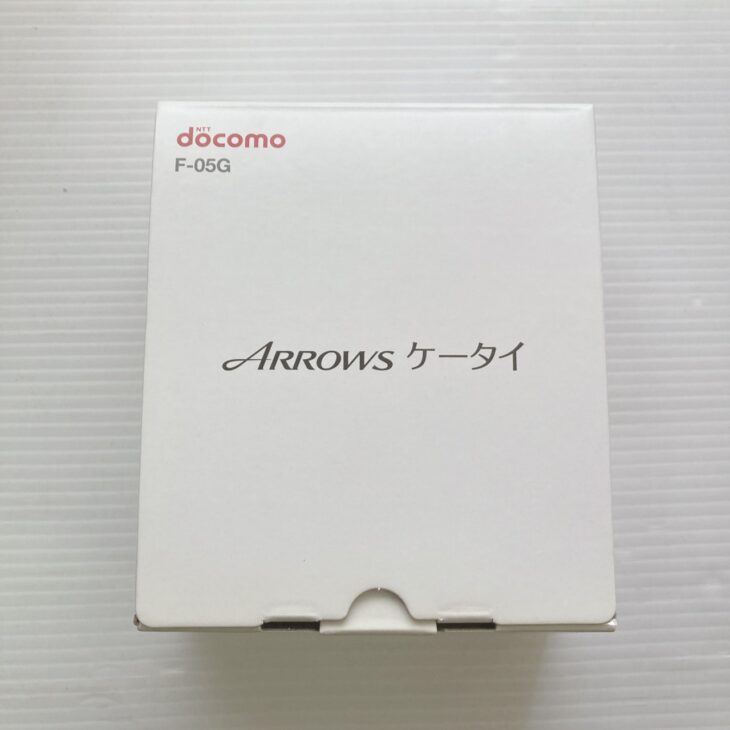 NTT
docomo
F-05G
ARROWS ケータイ